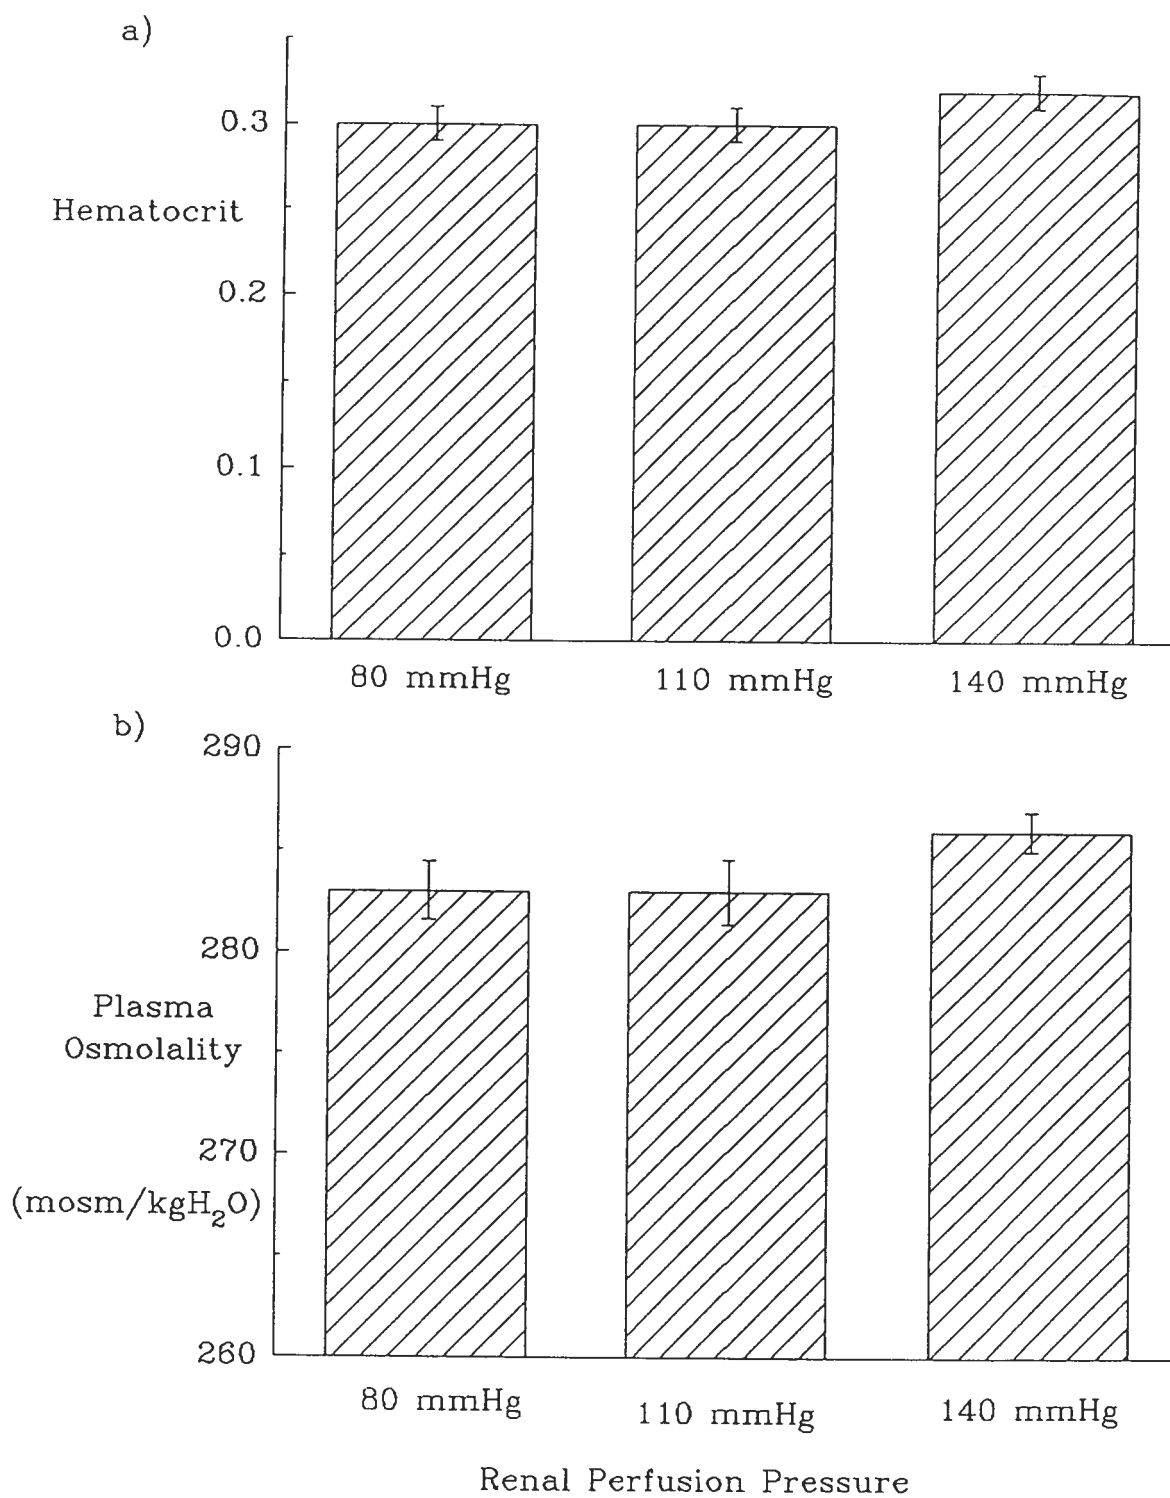 a)
0.3
Hematocrit
0.2
0.1
0.0
80 mmHg 110 mmHg 140 mmHg
b)
290
280
Plasma
Osmolality
270
(mosm/kgH₂O)
260
80 mmHg 110 mmHg 140 mmHg
Renal Perfusion Pressure